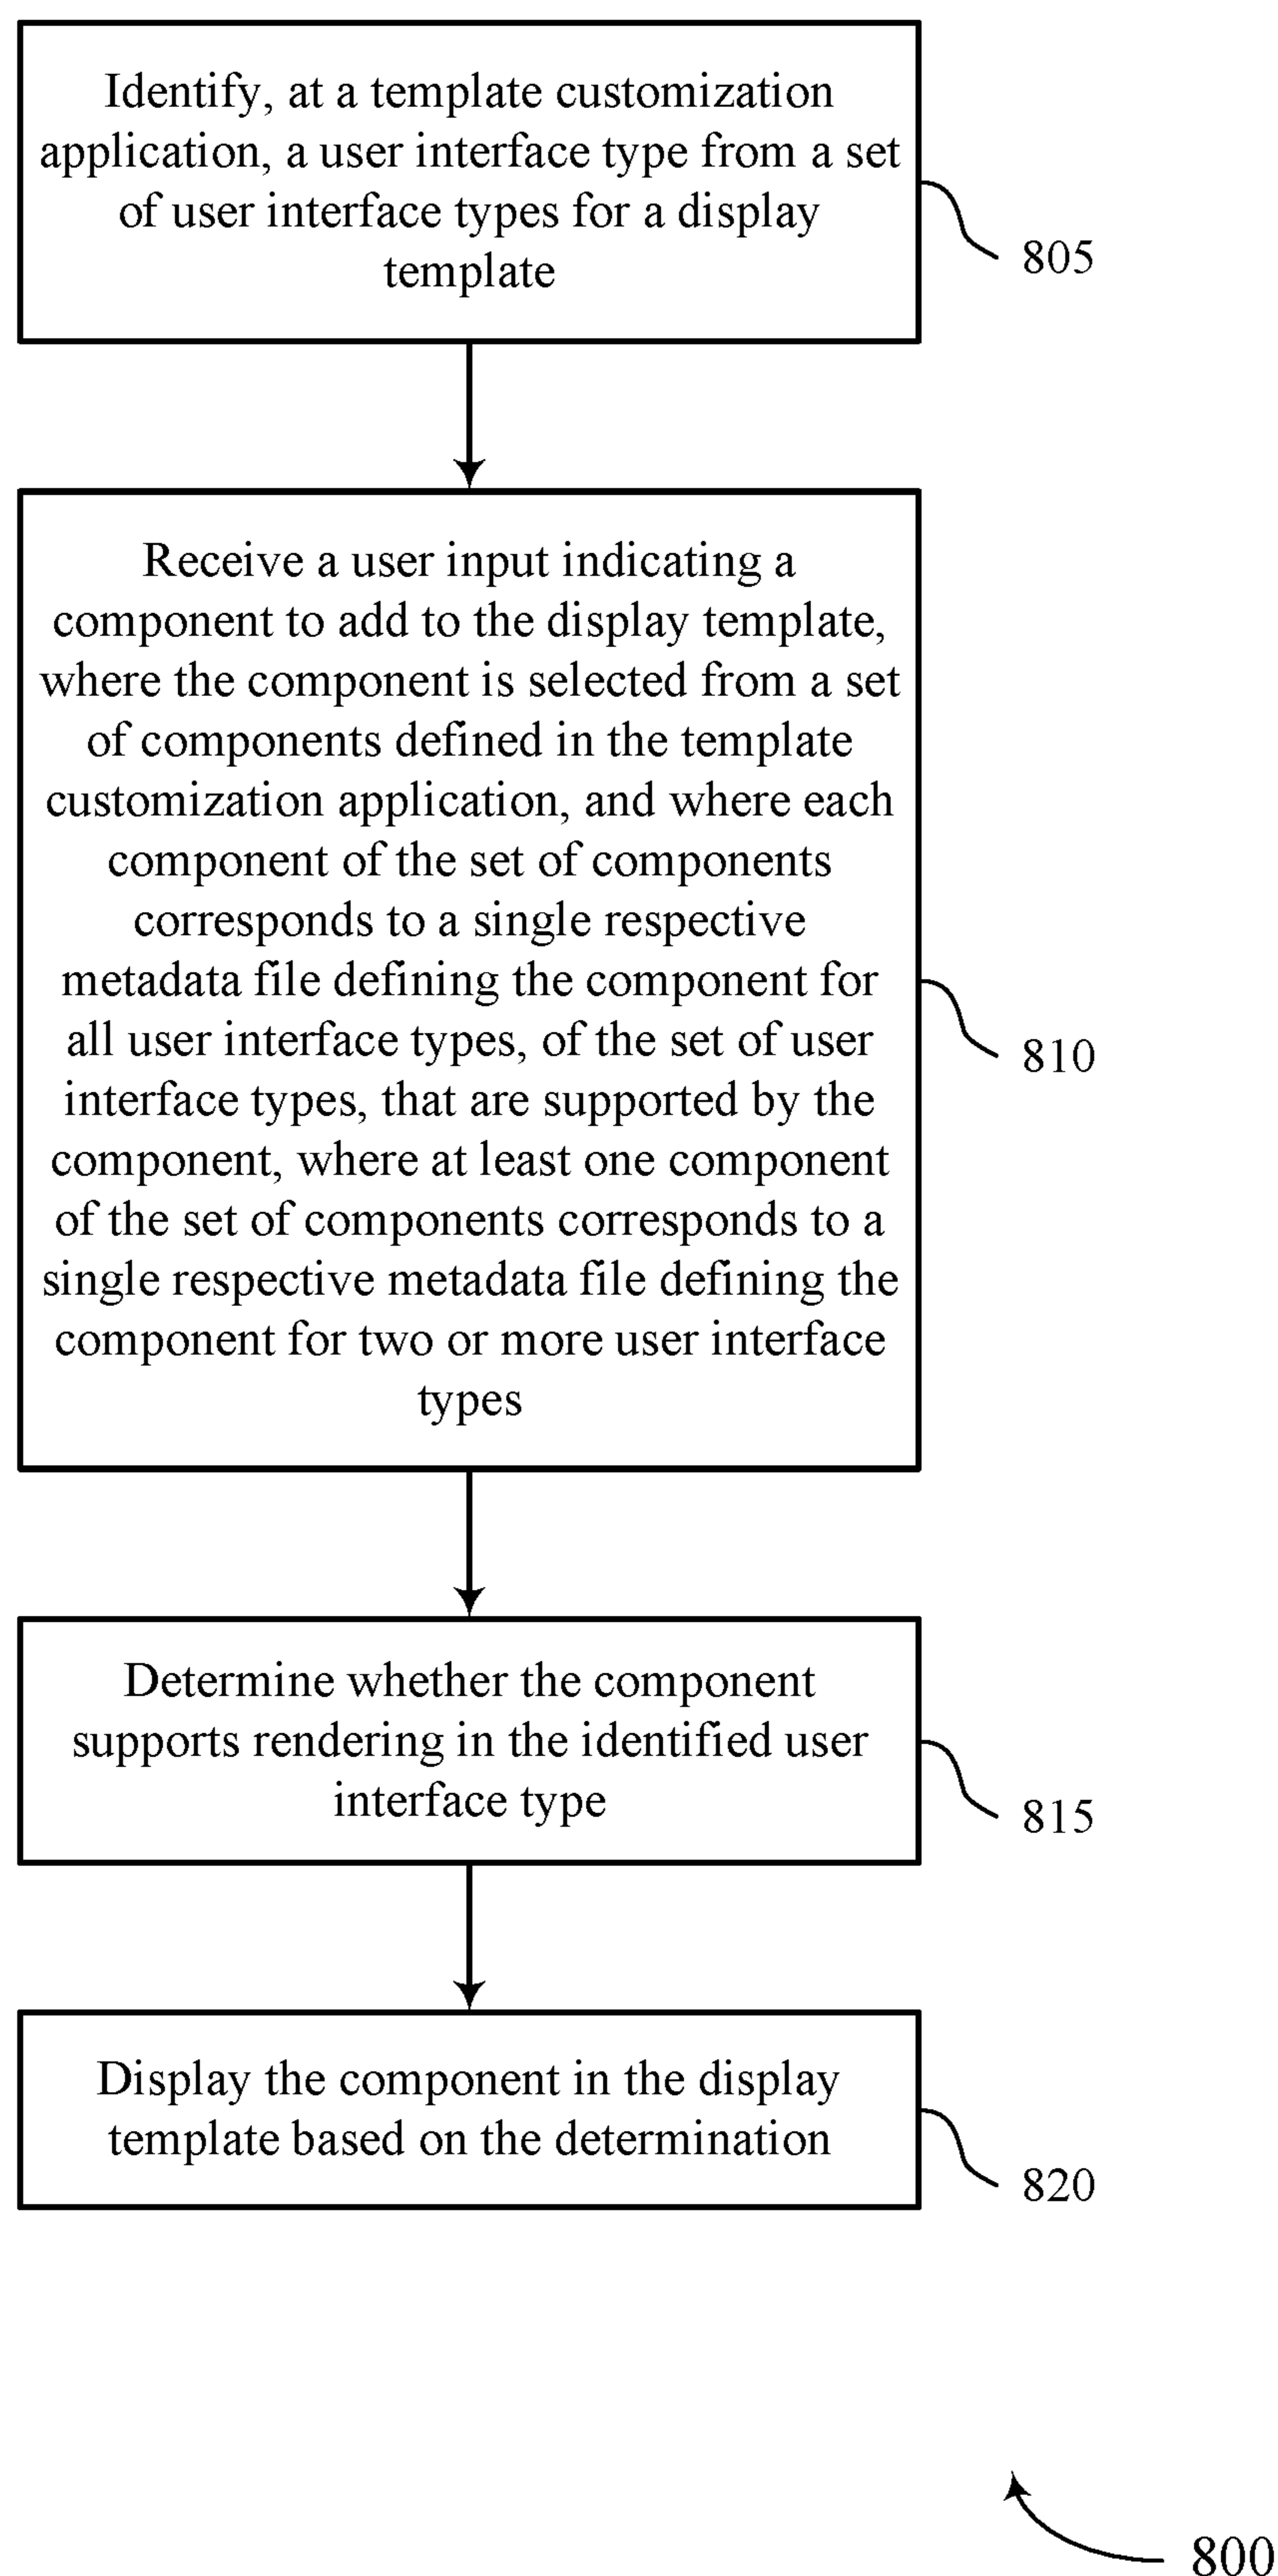 Identify, at a template customization
application, a user interface type from a set
of user interface types for a display
template
805
Receive a user input indicating a
component to add to the display template,
where the component is selected from a set
of components defined in the template
customization application, and where each
component of the set of components
corresponds to a single respective
metadata file defining the component for
all user interface types, of the set of user
interface types, that are supported by the
component, where at least one component
of the set of components corresponds to a
single respective metadata file defining the
component for two or more user interface
types
810
Determine whether the component
supports rendering in the identified user
interface type
815
Display the component in the display
template based on the determination
820
800